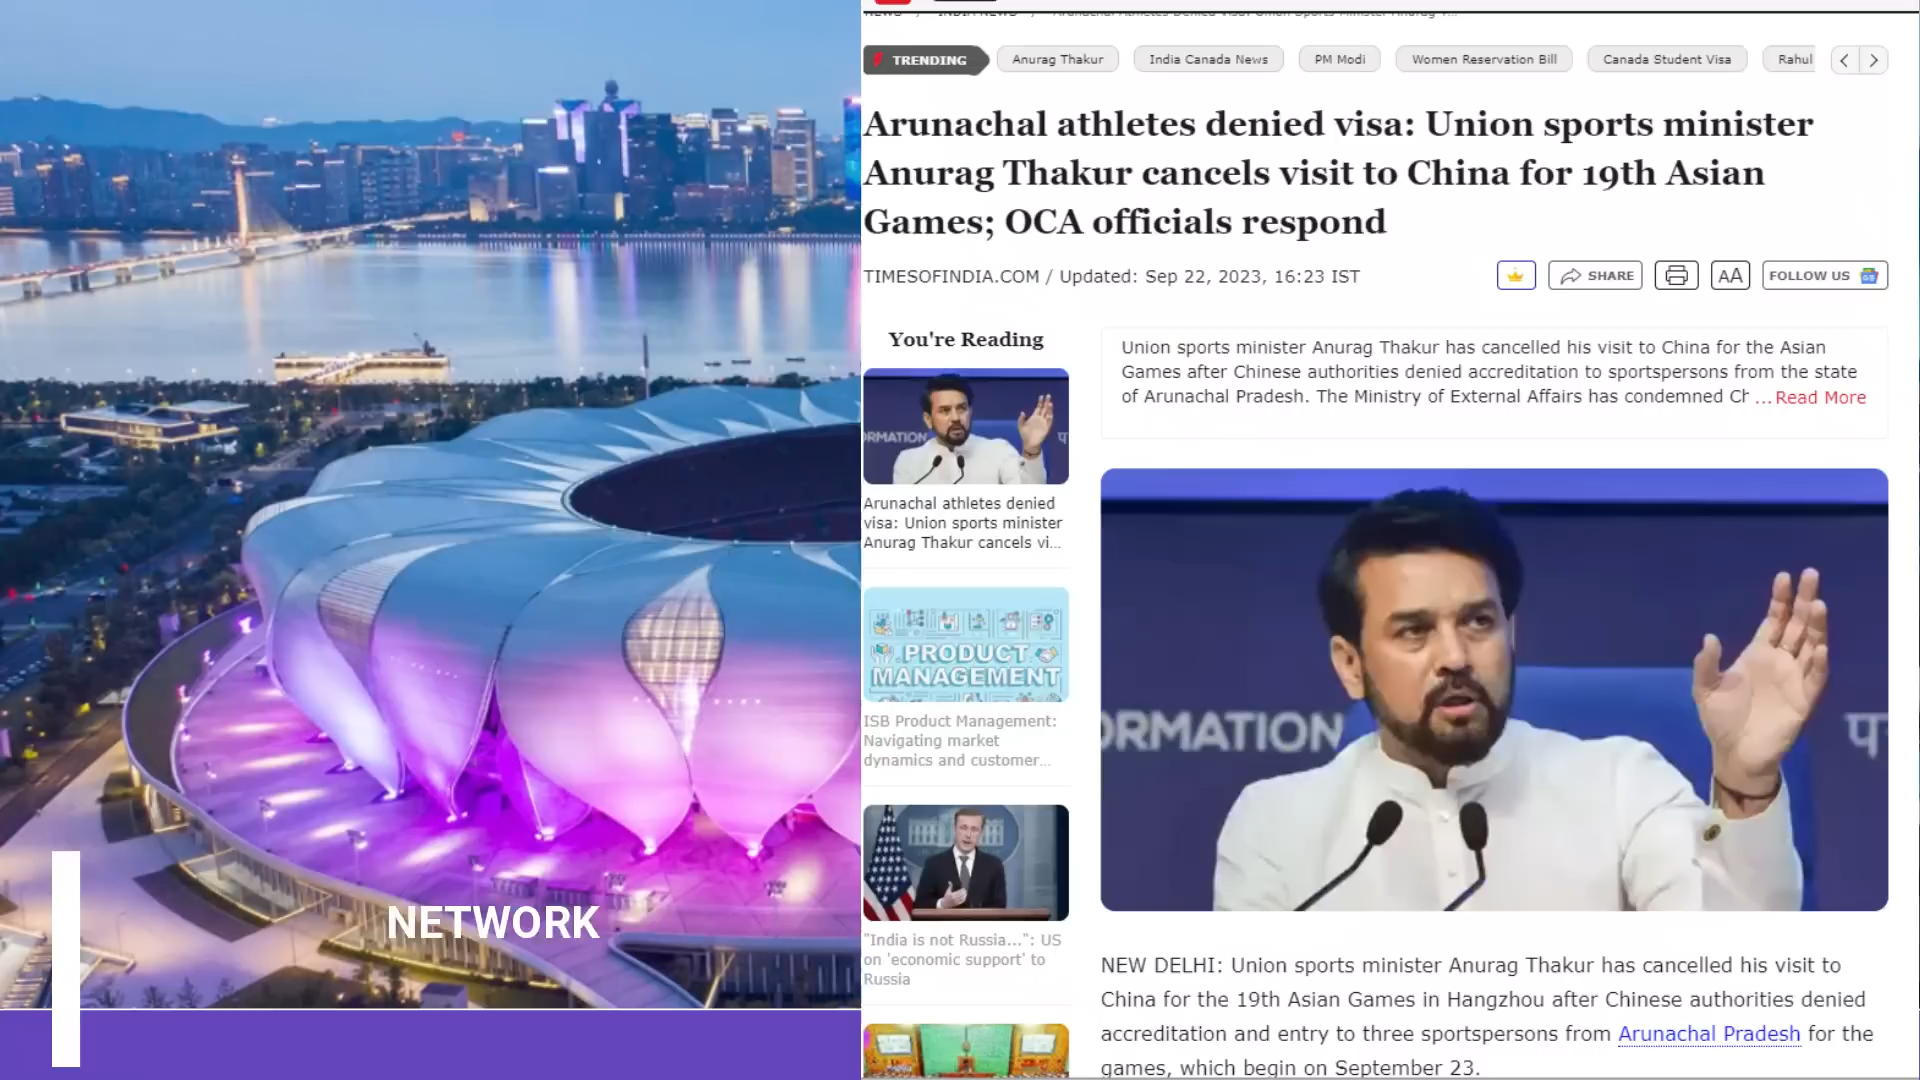 NETWORK
TRENDING
Anurag Thakur
India Canada News
PM Modi
Women Reservation Bill
Canada Student Visa
Rahul
Arunachal athletes denied visa: Union sports minister
Anurag Thakur cancels visit to China for 19th Asian
Games; OCA officials respond
TIMESOFINDIA.COM / Updated: Sep 22, 2023, 16:23 IST
SHARE
AA
FOLLOW US
You're Reading
Arunachal athletes denied
visa: Union sports minister
Anurag Thakur cancels vi...
PRODUCT
MANAGEMENT
ISB Product Management:
Navigating market
dynamics and customer...
"India is not Russia...": US
on 'economic support' to
Russia
Union sports minister Anurag Thakur has cancelled his visit to China for the Asian
Games after Chinese authorities denied accreditation to sportspersons from the state
of Arunachal Pradesh. The Ministry of External Affairs has condemned Ch ...Read More
ORMATION
NEW DELHI: Union sports minister Anurag Thakur has cancelled his visit to
China for the 19th Asian Games in Hangzhou after Chinese authorities denied
accreditation and entry to three sportspersons from Arunachal Pradesh for the
games, which begin on September 23.